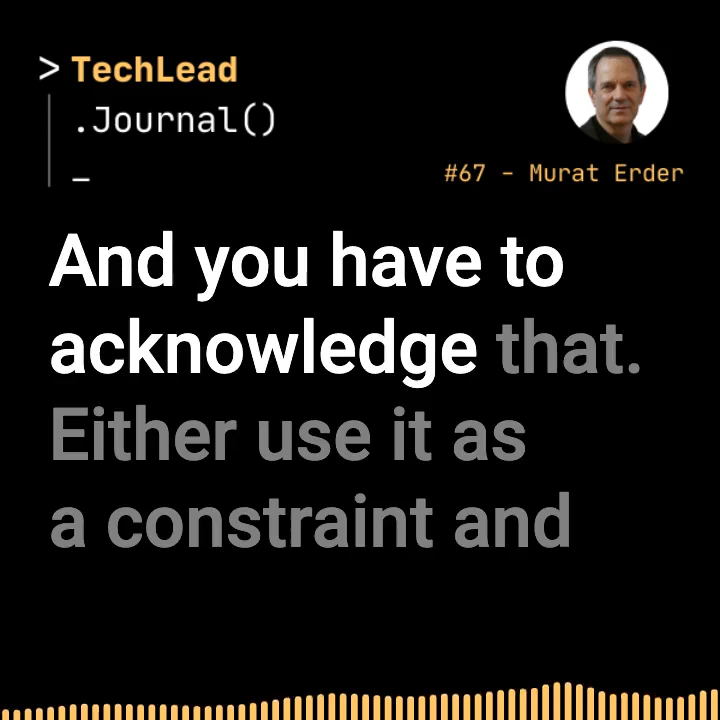 > TechLead
.Journal()
_
#67 - Murat Erder
And you have to
acknowledge that.
Either use it as
a constraint and